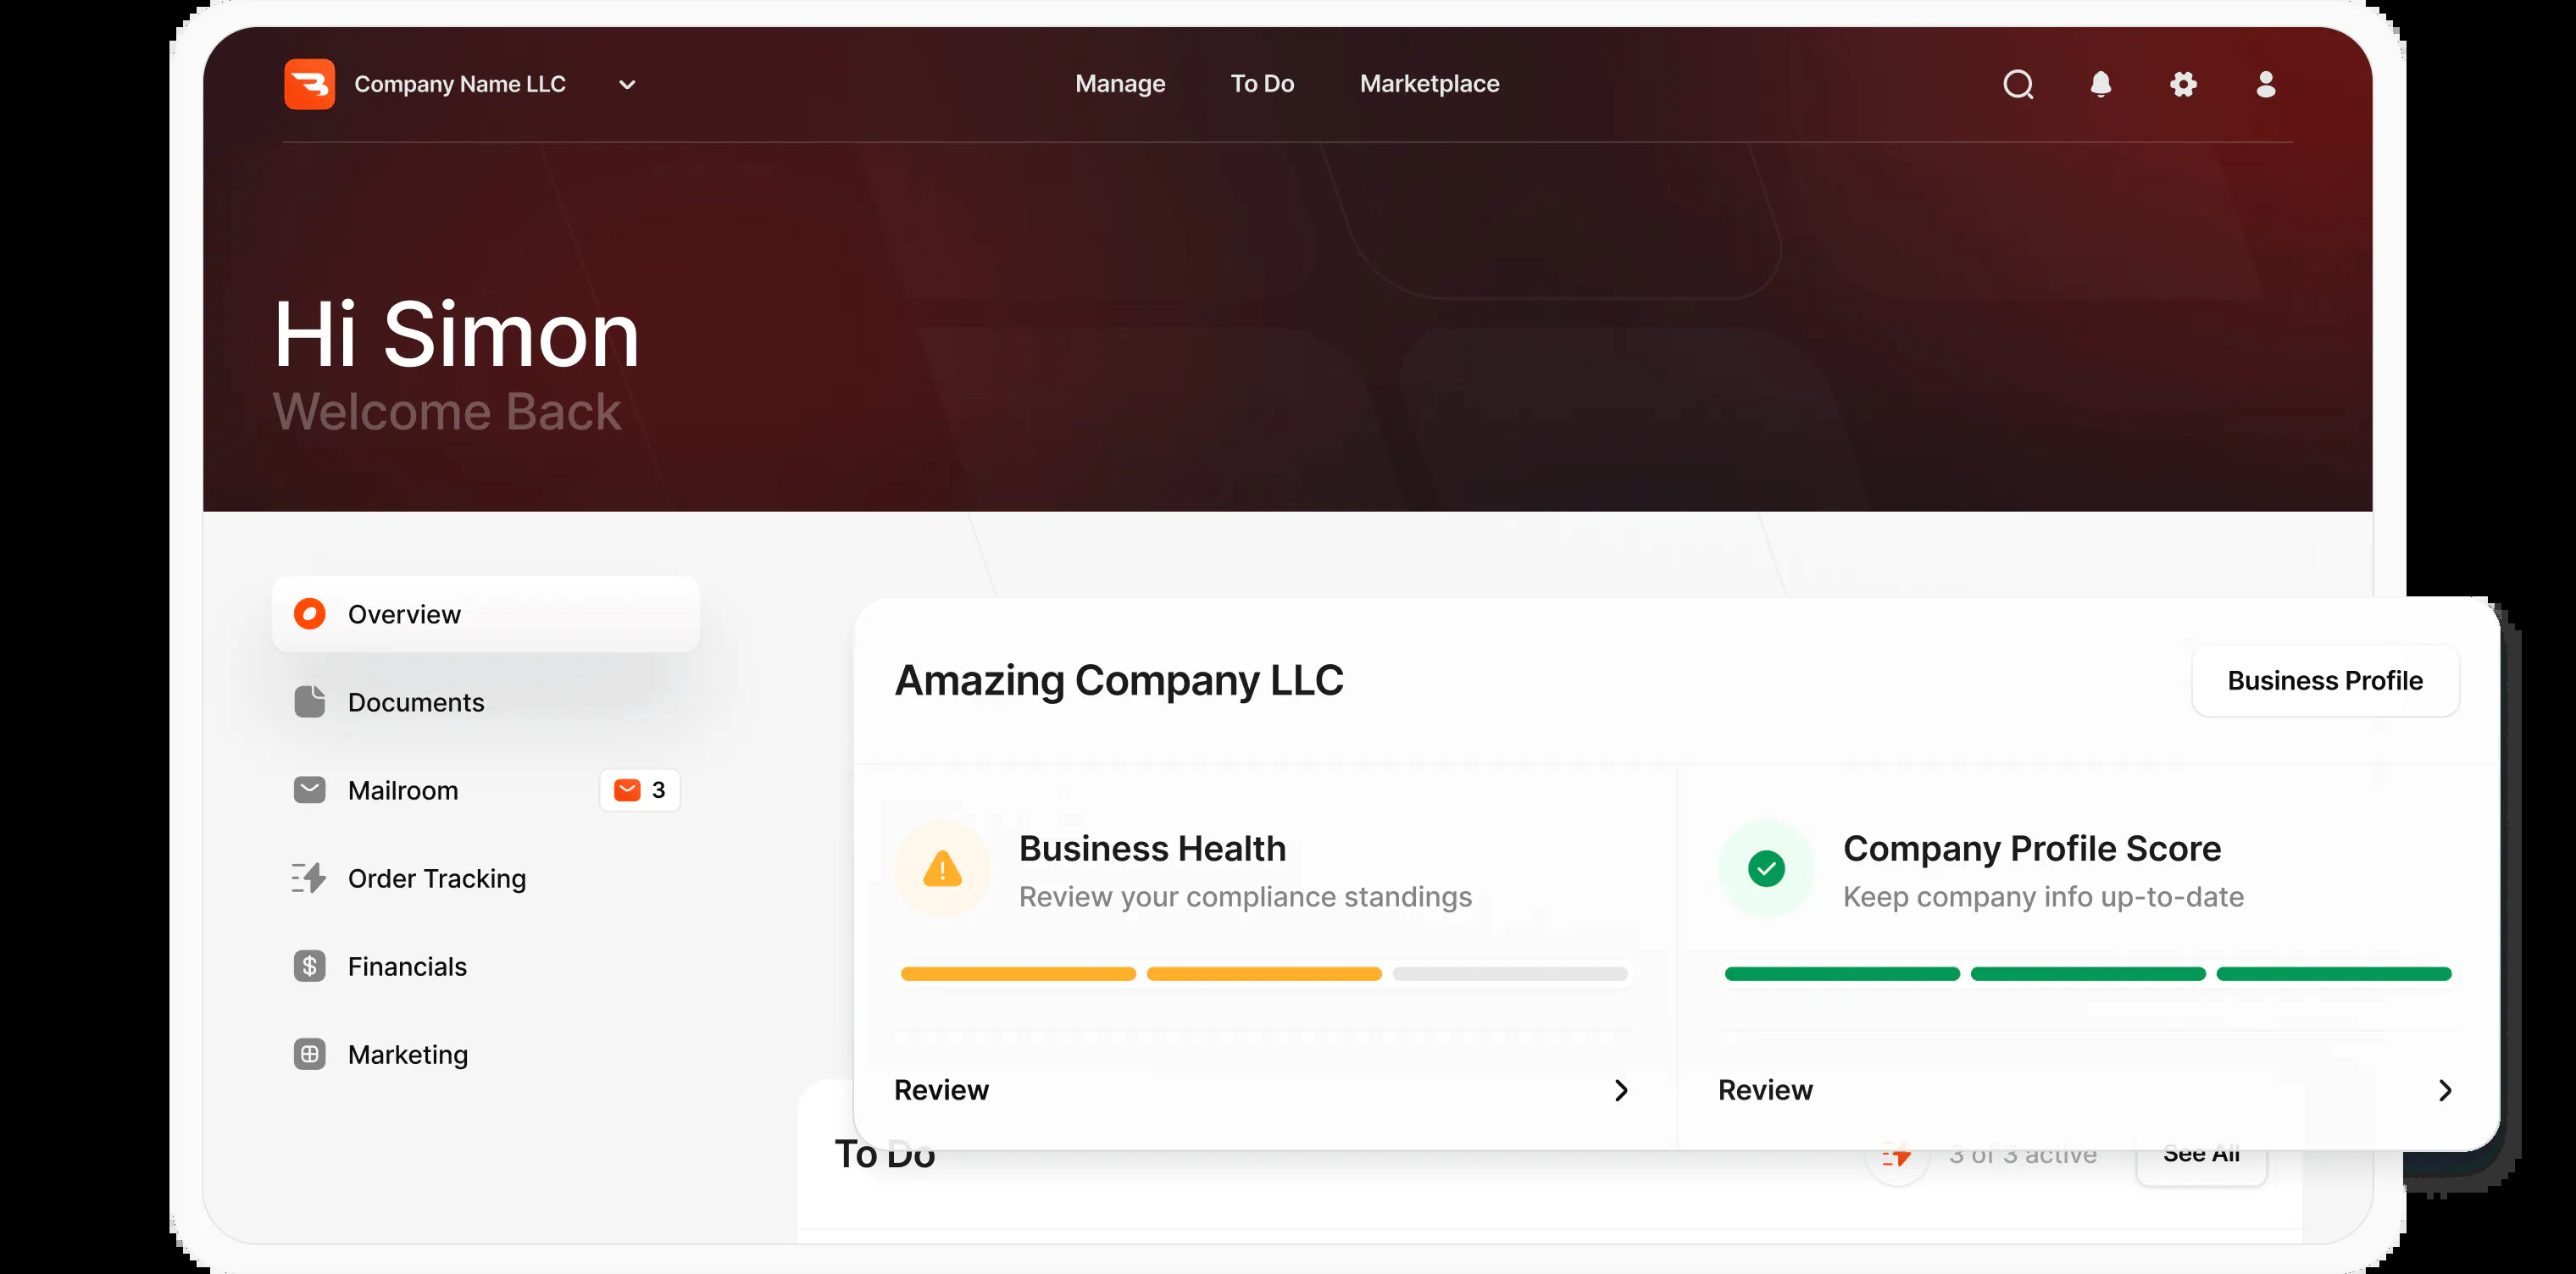 Company Name LLC
Manage
To Do
Marketplace
Hi Simon
Welcome Back
Overview
Documents
Mailroom
3
Order Tracking
Financials
Marketing
Amazing Company LLC
Business Profile
Business Health
Review your compliance standings
Review
Company Profile Score
Keep company info up-to-date
Review
To Do
3 of 3 active
See All